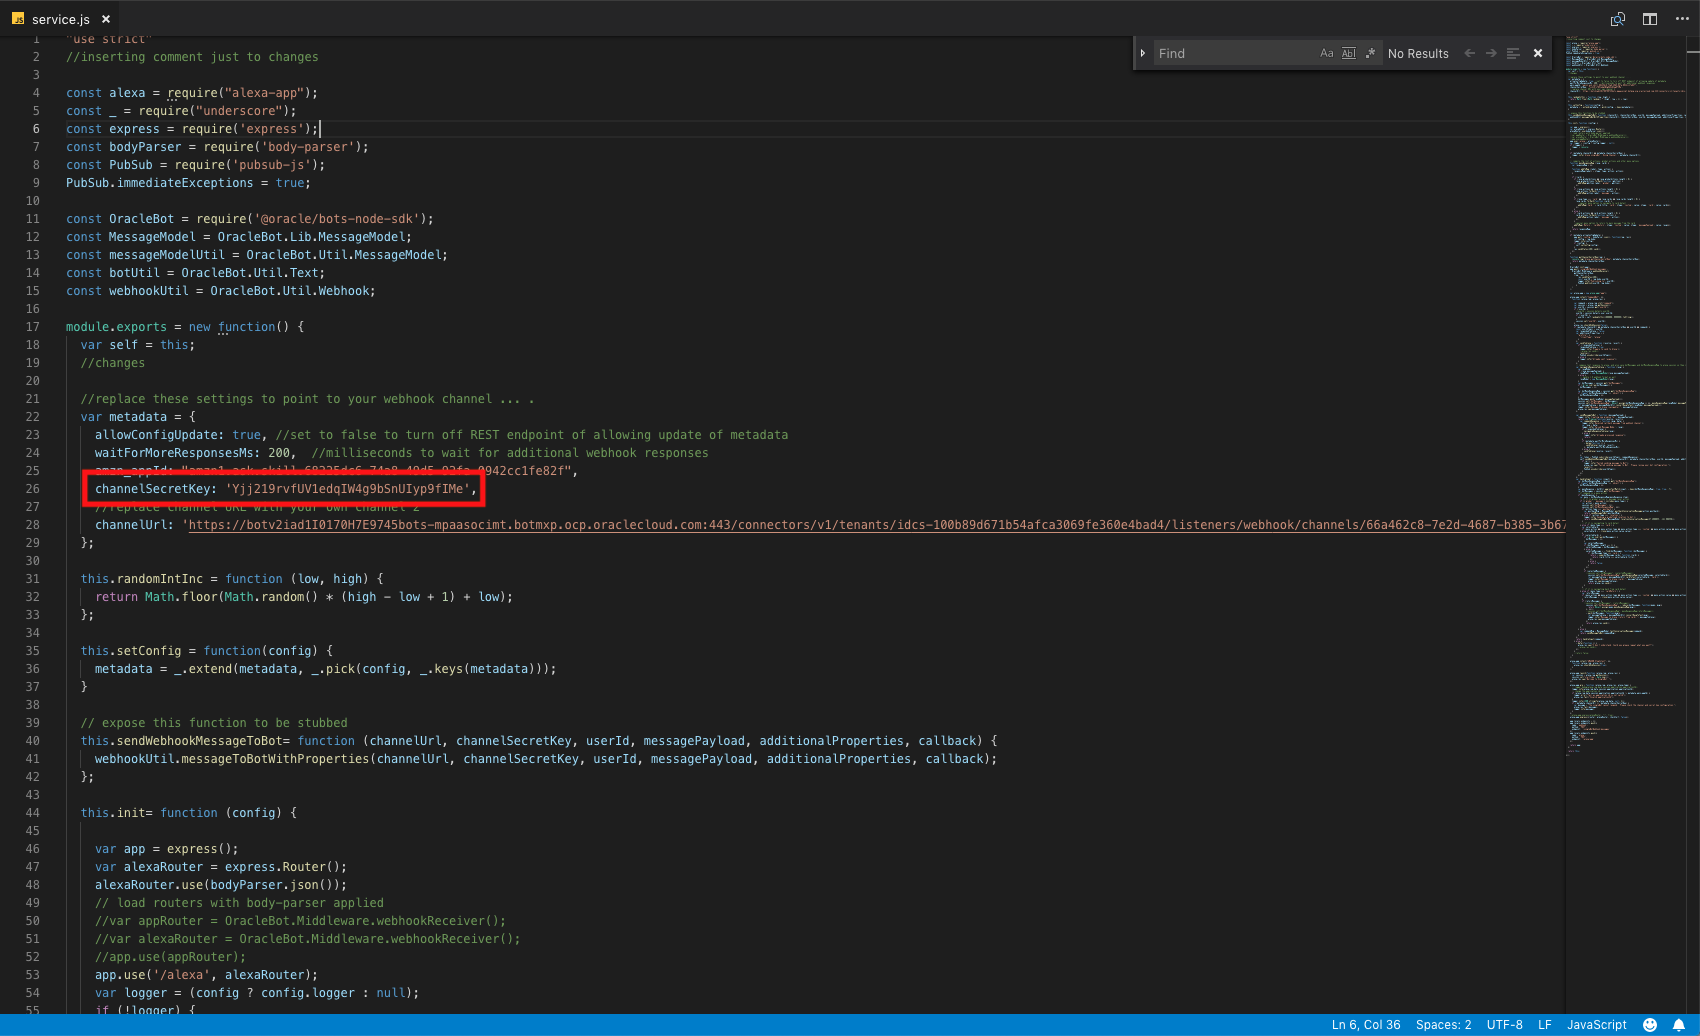 service.js
Find
Aa
Abl
No Results
1 "use strict"
2 //inserting comment just to changes
3
4 const alexa = require("alexa-app");
5 const _ = require("underscore");
6 const express = require('express');
7 const bodyParser = require('body-parser');
8 const PubSub = require('pubsub-js');
9 PubSub.immediateExceptions = true;
10
11 const OracleBot = require('@oracle/bots-node-sdk');
12 const MessageModel = OracleBot.Lib.MessageModel;
13 const messageModelUtil = OracleBot.Util.MessageModel;
14 const botUtil = OracleBot.Util.Text;
15 const webhookUtil = OracleBot.Util.Webhook;
16
17 module.exports = new function() {
18 var self = this;
19 //changes
20
21 //replace these settings to point to your webhook channel ... .
22 var metadata = {
23 allowConfigUpdate: true, //set to false to turn off REST endpoint of allowing update of metadata
24 waitForMoreResponsesMs: 200, //milliseconds to wait for additional webhook responses
25 amzn_appId:
26 channelSecretKey: 'Yjj219rvfUV1edqIW4g9bSnUIyp9fIMe',
27 //replace channel URL with your own channel 2
28 channelUrl: 'https://botv2iad1I0170H7E9745bots-mpaasocimt.botmxp.ocp.oraclecloud.com:443/connectors/v1/tenants/idcs-100b89d671b54afca3069fe360e4bad4/listeners/webhook/channels/66a462c8-7e2d-4687-b385-3b67
29 };
30
31 this.randomIntInc = function (low, high) {
32 return Math.floor(Math.random() * (high - low + 1) + low);
33 };
34
35 this.setConfig = function(config) {
36 metadata = _.extend(metadata, _.pick(config, _.keys(metadata)));
37 }
38
39 // expose this function to be stubbed
40 this.sendWebhookMessageToBot= function (channelUrl, channelSecretKey, userId, messagePayload, additionalProperties, callback) {
41 webhookUtil.messageToBotWithProperties(channelUrl, channelSecretKey, userId, messagePayload, additionalProperties, callback);
42 };
43
44 this.init= function (config) {
45
46 var app = express();
47 var alexaRouter = express.Router();
48 alexaRouter.use(bodyParser.json());
49 // load routers with body-parser applied
50 //var appRouter = OracleBot.Middleware.webhookReceiver();
51 //var alexaRouter = OracleBot.Middleware.webhookReceiver();
52 //app.use(appRouter);
53 app.use('/alexa', alexaRouter);
54 var logger = (config ? config.logger : null);
55 if (!logger) {
Ln 6, Col 36 Spaces: 2 UTF-8 LF JavaScript